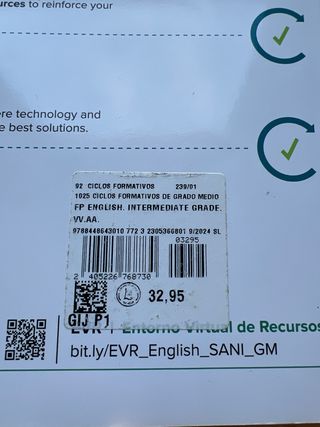 urces to reinforce your
ere technology and
e best solutions.
92 CICLOS FORMATIVOS 239/01
1025 CICLOS FORMATIVOS DE GRADO MEDIO
FP ENGLISH. INTERMEDIATE GRADE.
VV.AA.
9788448643010 772 3 2305366801 9/2024 SL
03295
2 405226 768730
32,95
GIJ P1
Entorno Virtual de Recursos
bit.ly/EVR_English_SANI_GM